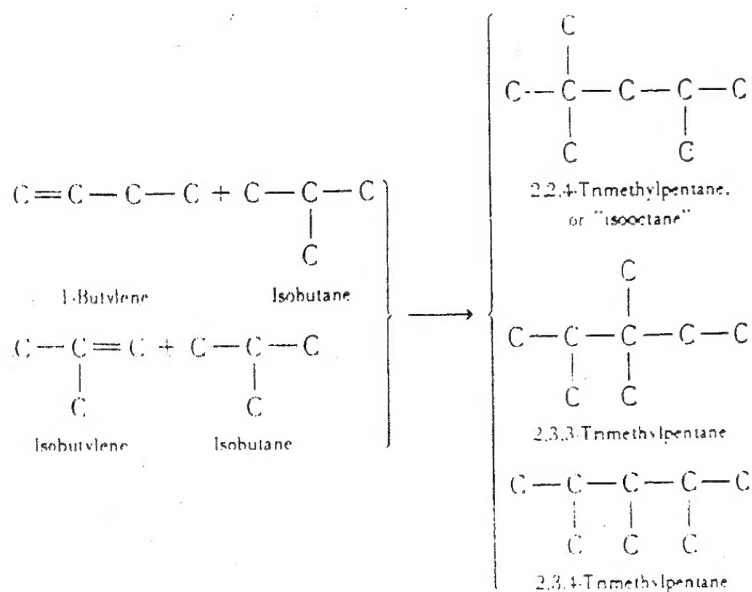 C
C--C—C—C—C
C C
2,2,4-Trimethylpentane,
or "isooctane"
C=C—C—C + C—C—C
C
1-Butylene Isobutane
C—C=C + C—C—C
C C
Isobutylene Isobutane
C
C—C—C—C—C
C C
2,3,3-Trimethylpentane
C—C—C—C—C
C C C
2,3,4-Trimethylpentane